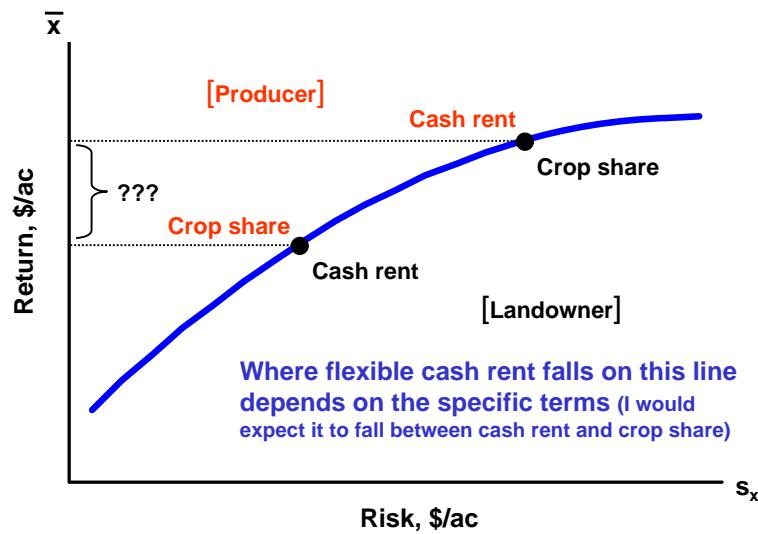 x̄
[Producer]
Cash rent
Crop share
???
Crop share
Cash rent
Return, $/ac
[Landowner]
Where flexible cash rent falls on this line
depends on the specific terms (I would
expect it to fall between cash rent and crop share)
sₓ
Risk, $/ac